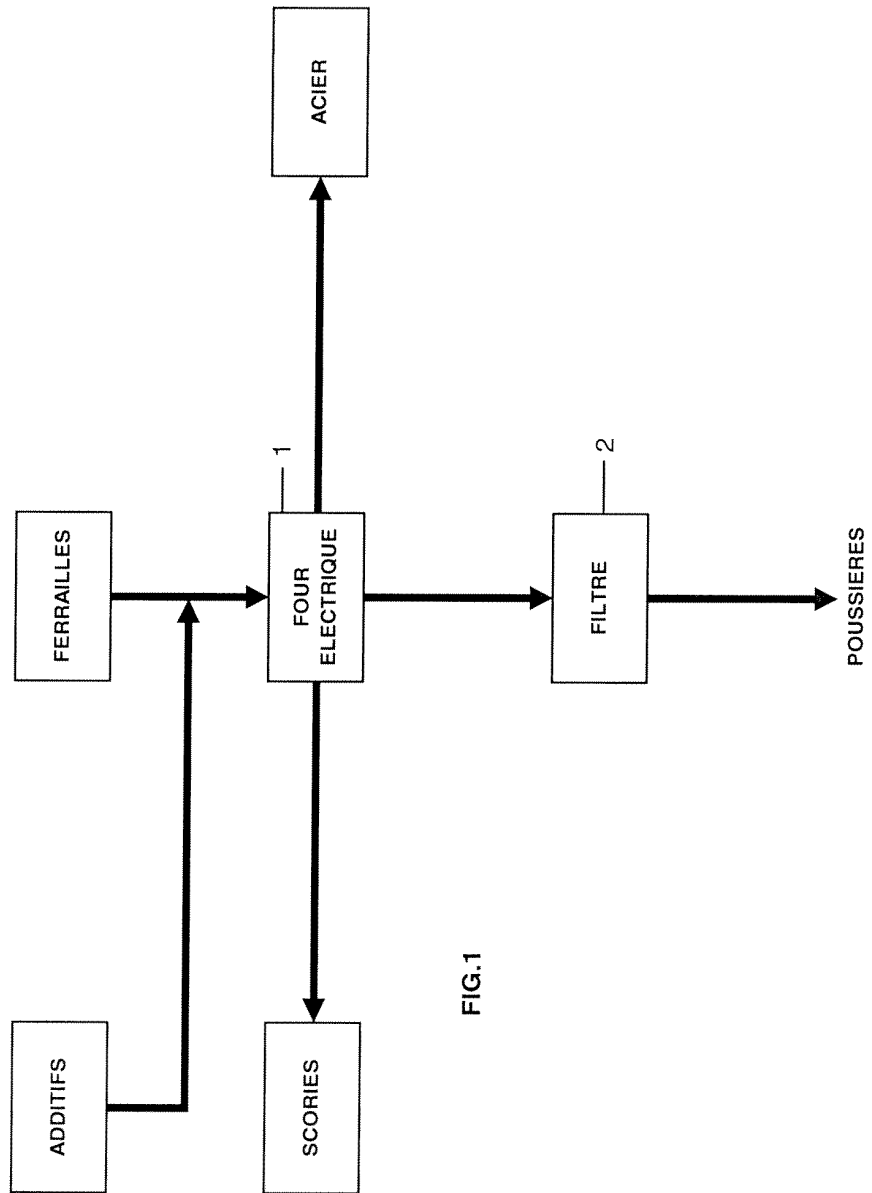 ADDITIFS
FERRAILLES
SCORIES
FOUR
ELECTRIQUE
1
ACIER
FILTRE
2
POUSSIERES
FIG.1